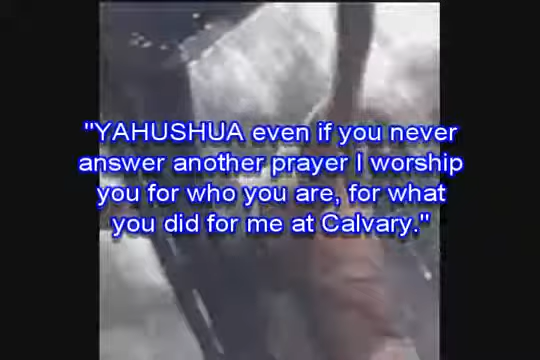 "YAHUSHUA even if you never
answer another prayer I worship
you for who you are, for what
you did for me at Calvary."